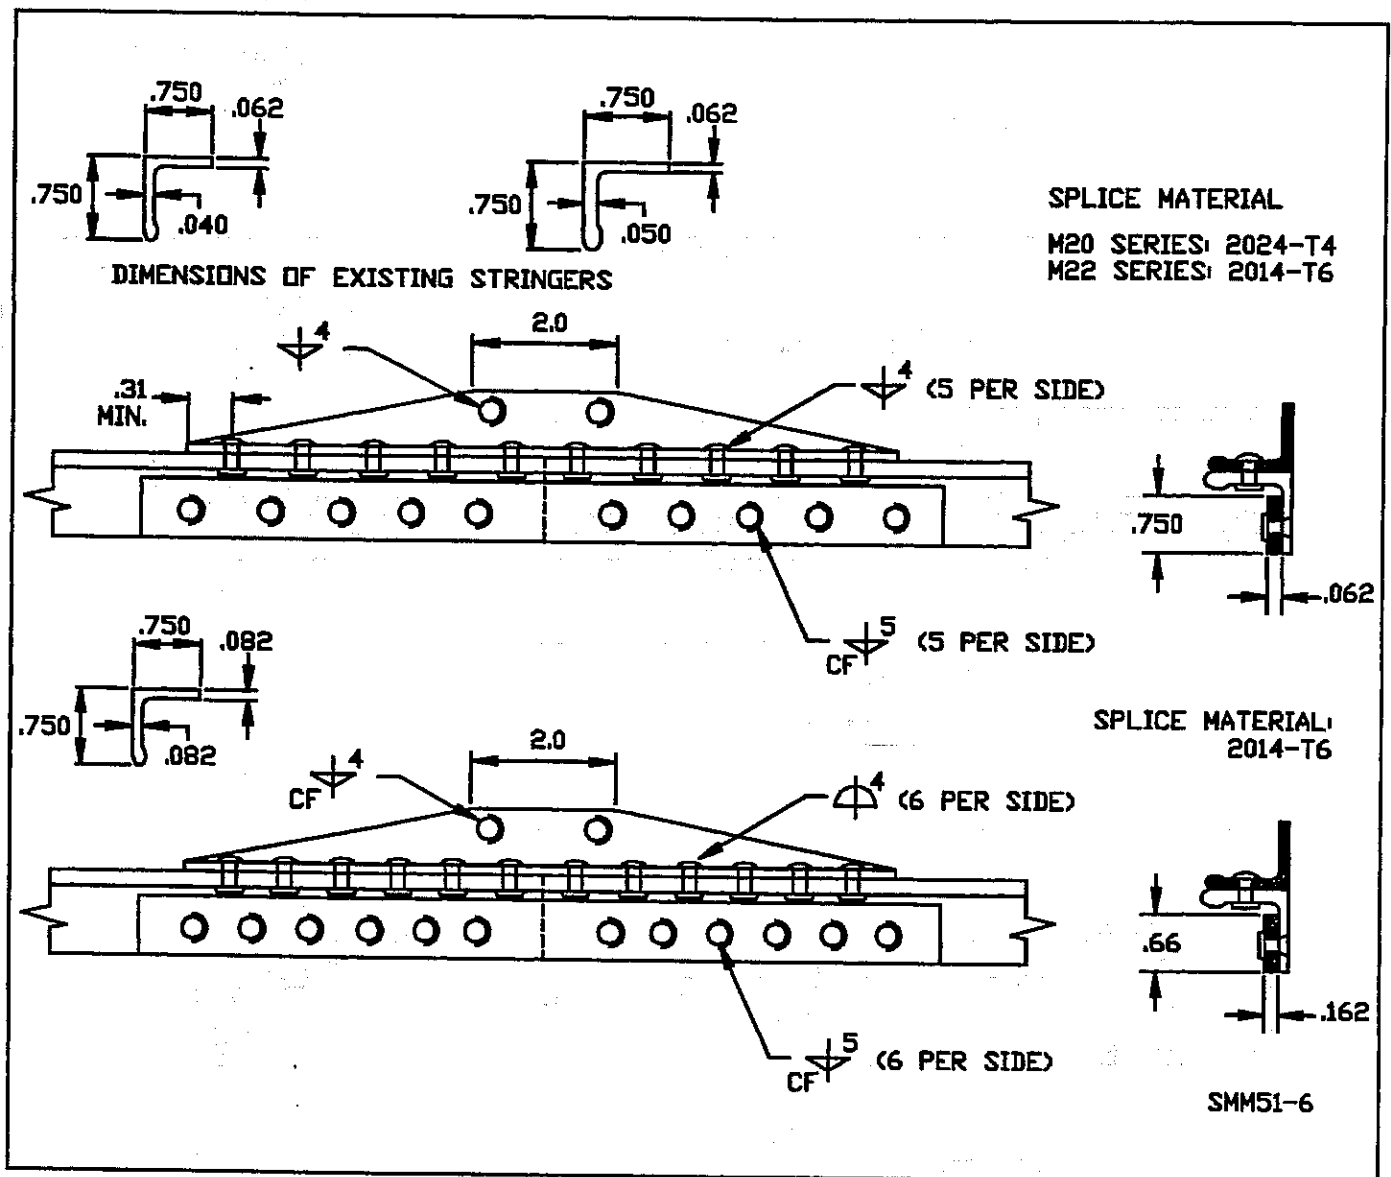 .750
.062
.750
.040
.750
.062
.750
.050
DIMENSIONS OF EXISTING STRINGERS
SPLICE MATERIAL
M20 SERIES: 2024-T4
M22 SERIES: 2014-T6
4
2.0
.31
MIN.
4 (5 PER SIDE)
.750
.062
CF 5 (5 PER SIDE)
.750
.082
.750
.082
SPLICE MATERIAL:
2014-T6
CF 4
2.0
4 (6 PER SIDE)
.66
.162
CF 5 (6 PER SIDE)
SMM51-6